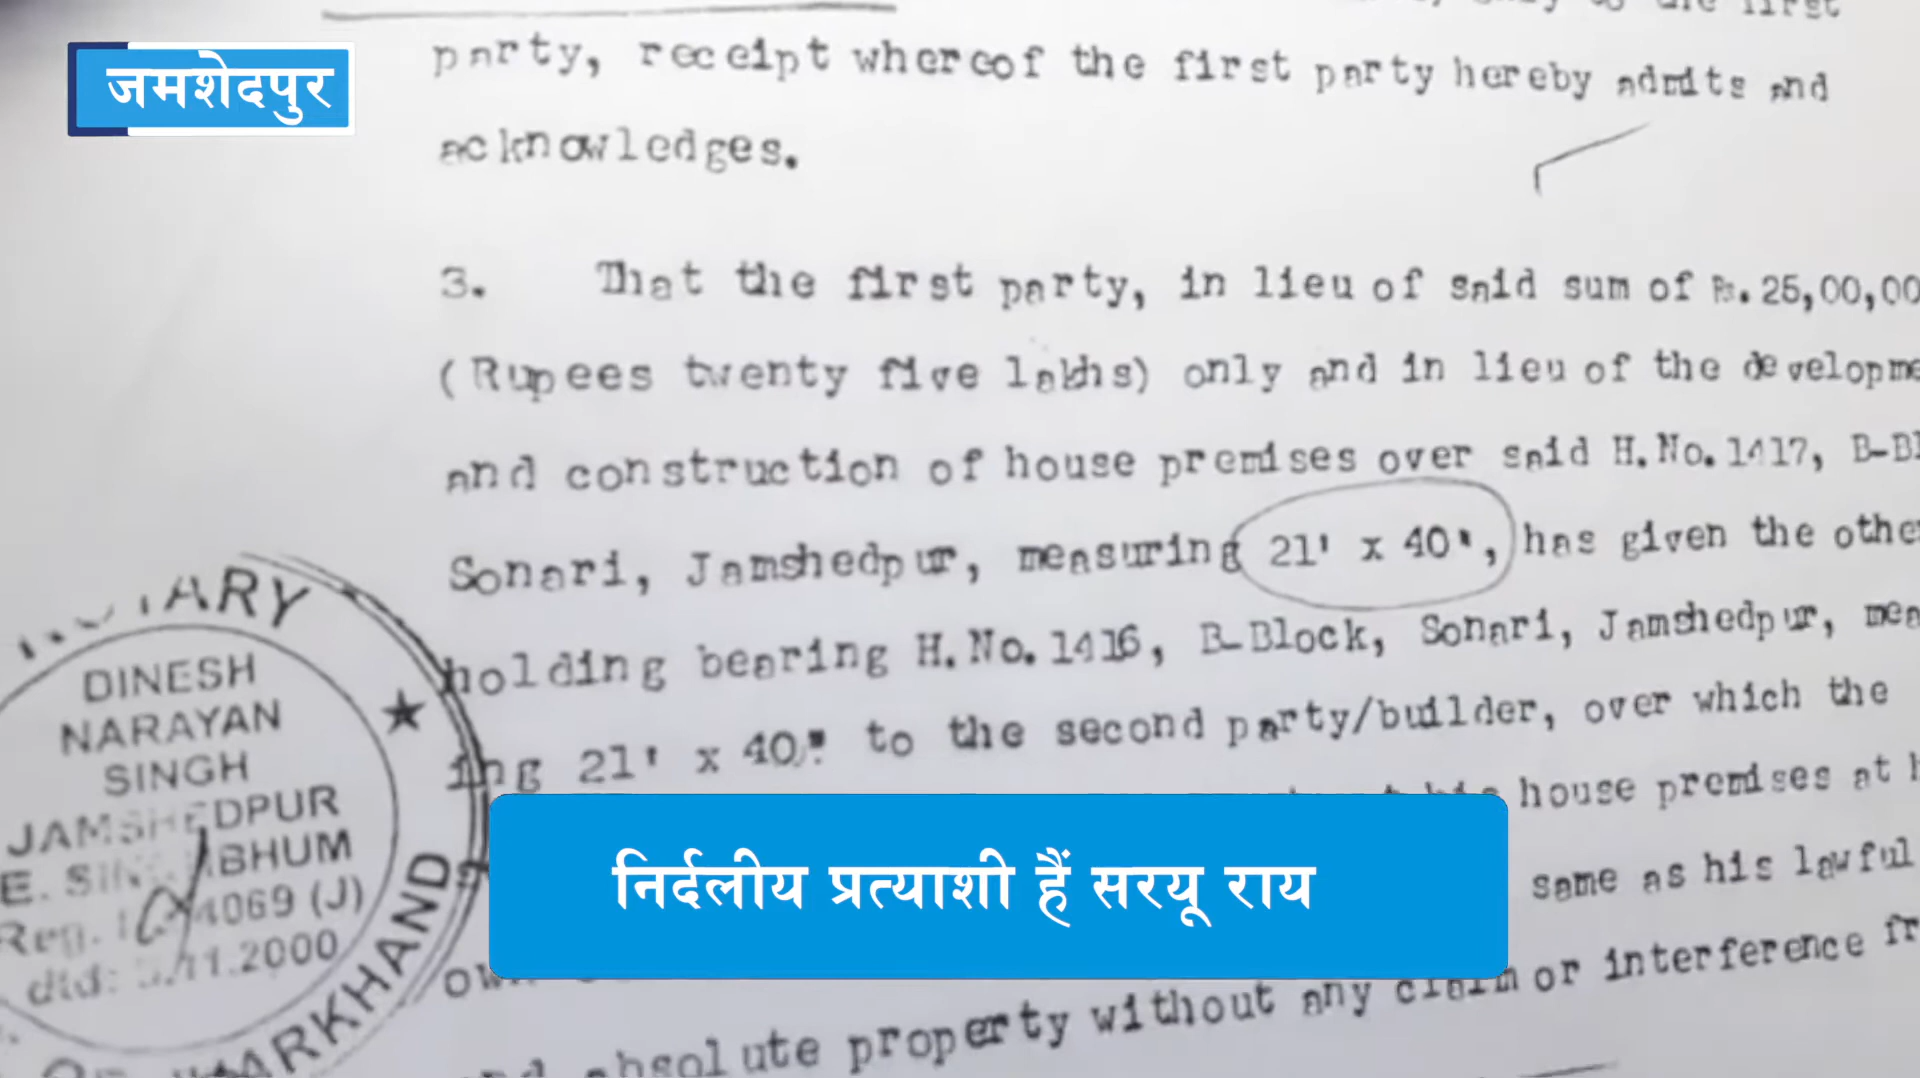 जमशेदपुर
party, receipt whereof the first party hereby admits and
acknowledges.
3. That the first party, in lieu of said sum of Rs.25,00,00
(Rupees twenty five lakhs) only and in lieu of the developme
and construction of house premises over said H.No.1417, B-Bl
Sonari, Jamshedpur, measuring 21' x 40', has given the othe
holding bearing H.No.1416, B-Block, Sonari, Jamshedpur, mea
ing 21' x 40' to the second party/builder, over which the
house premises at
same as his lawful
निर्दलीय प्रत्याशी हैं सरयू राय
own
absolute property without any claim or interference fr
DINESH
NARAYAN
SINGH
JAMSHEDPUR
4069 (J)
11.2000